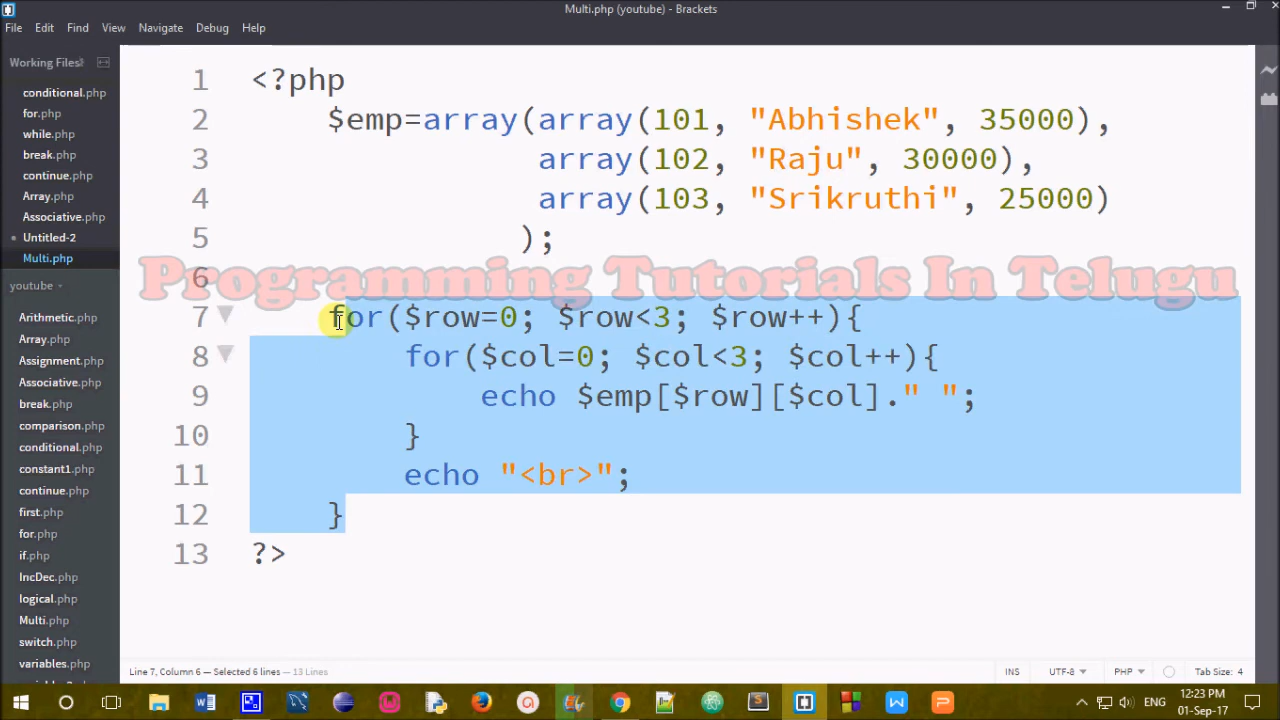 Multi.php (youtube) - Brackets
File Edit Find View Navigate Debug Help
Working Files
conditional.php
for.php
while.php
break.php
continue.php
Array.php
Associative.php
Untitled-2
Multi.php
youtube
Arithmetic.php
Array.php
Assignment.php
Associative.php
break.php
comparison.php
conditional.php
constant1.php
continue.php
first.php
for.php
if.php
IncDec.php
logical.php
Multi.php
switch.php
variables.php
1 <?php
2 $emp=array(array(101, "Abhishek", 35000),
3 array(102, "Raju", 30000),
4 array(103, "Srikruthi", 25000)
5 );
6
Programming Tutorials In Telugu
7 for($row=0; $row<3; $row++){
8 for($col=0; $col<3; $col++){
9 echo $emp[$row][$col]." ";
10 }
11 echo "<br>";
12 }
13 ?>
Line 7, Column 6 — Selected 6 lines — 13 Lines
INS UTF-8 PHP Tab Size: 4
ENG
12:23 PM
01-Sep-17